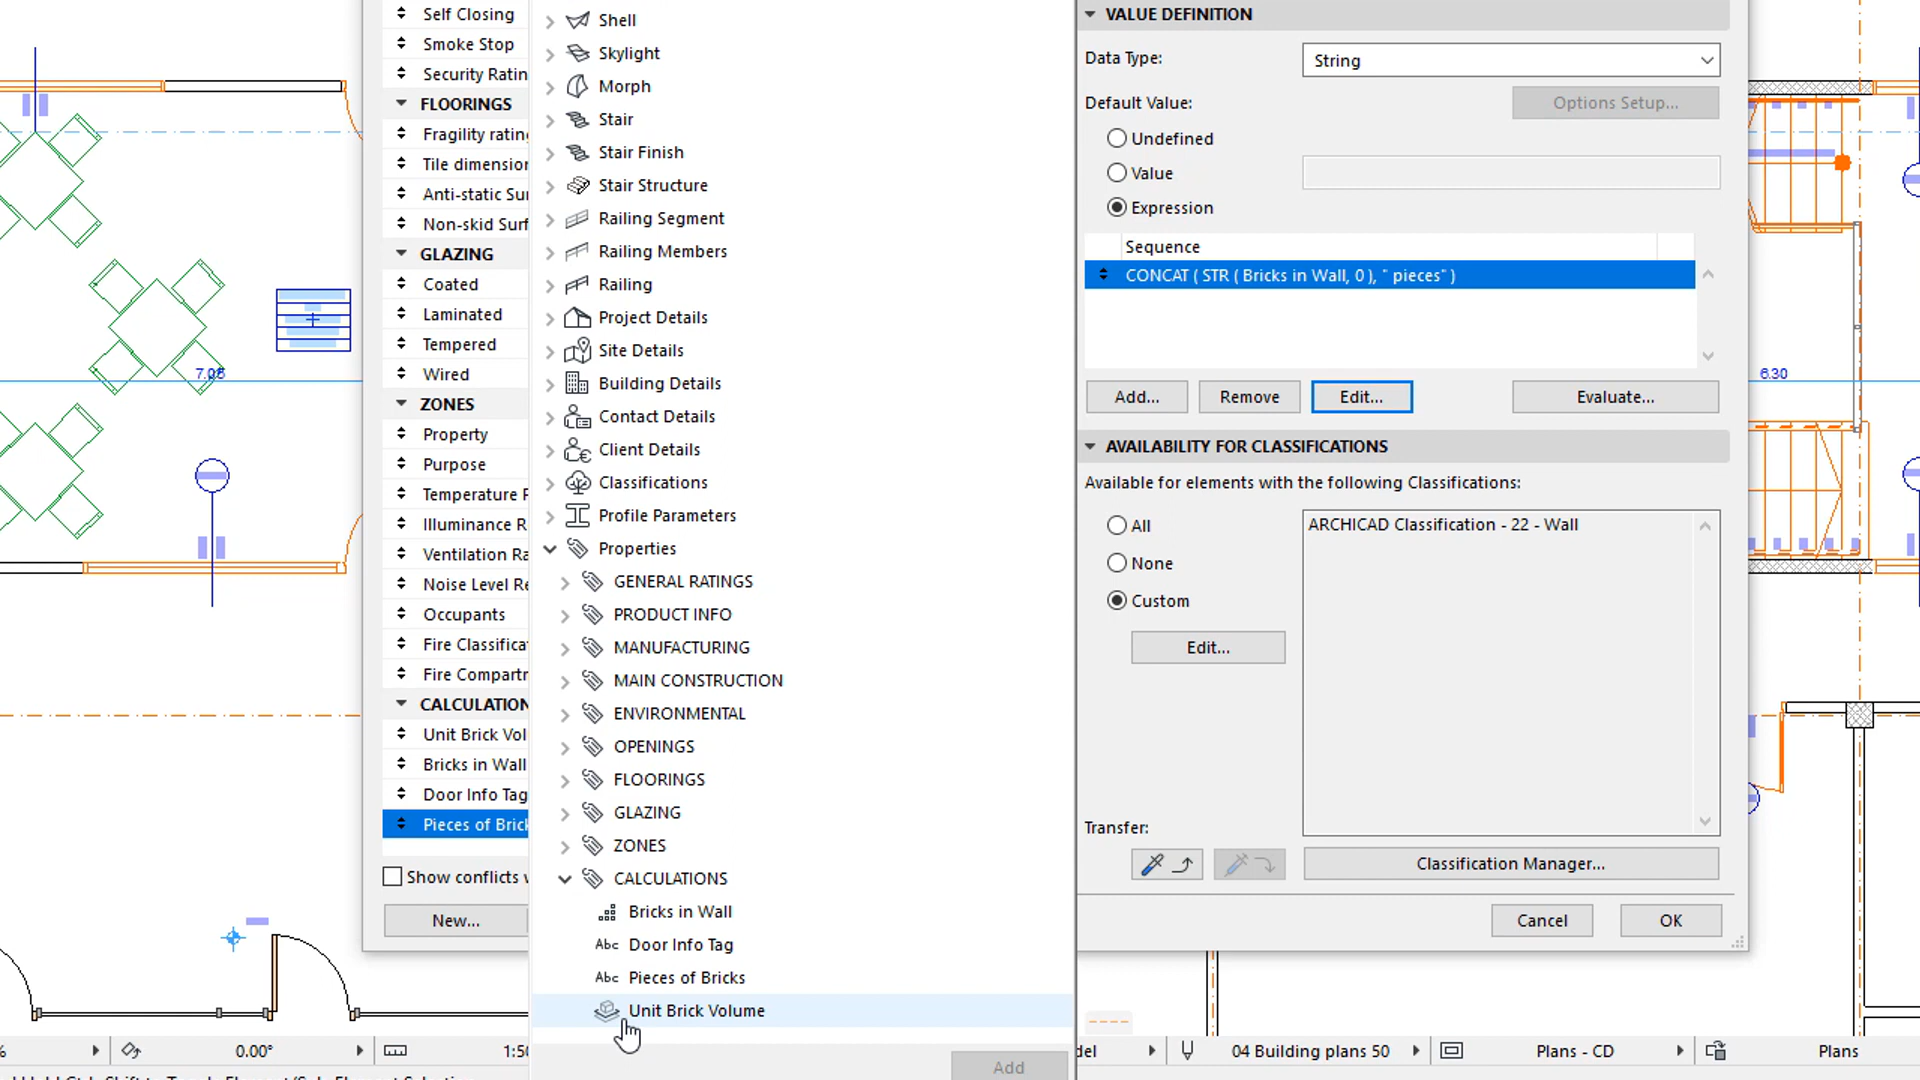 Self Closing
Smoke Stop
Security Ratin
FLOORINGS
Fragility rating
Tile dimension
Anti-static Su
Non-skid Surf
GLAZING
Coated
Laminated
Tempered
Wired
ZONES
Property
Purpose
Temperature R
Illuminance R
Ventilation Ra
Noise Level Re
Occupants
Fire Classificat
Fire Compartm
CALCULATION
Unit Brick Vol
Bricks in Wall
Door Info Tag
Pieces of Brick
Show conflicts w
New...
Shell
Skylight
Morph
Stair
Stair Finish
Stair Structure
Railing Segment
Railing Members
Railing
Project Details
Site Details
Building Details
Contact Details
Client Details
Classifications
Profile Parameters
Properties
GENERAL RATINGS
PRODUCT INFO
MANUFACTURING
MAIN CONSTRUCTION
ENVIRONMENTAL
OPENINGS
FLOORINGS
GLAZING
ZONES
CALCULATIONS
Bricks in Wall
Abc Door Info Tag
Abc Pieces of Bricks
Unit Brick Volume
Add
VALUE DEFINITION
Data Type: String
Default Value: Options Setup...
Undefined
Value
Expression
Sequence
CONCAT ( STR ( Bricks in Wall, 0 ), " pieces" )
Add... Remove Edit... Evaluate...
AVAILABILITY FOR CLASSIFICATIONS
Available for elements with the following Classifications:
All
None
Custom
Edit...
ARCHICAD Classification - 22 - Wall
Transfer:
Classification Manager...
Cancel OK
7.05
6.30
% 0.00° 1:50 del 04 Building plans 50 Plans - CD Plans